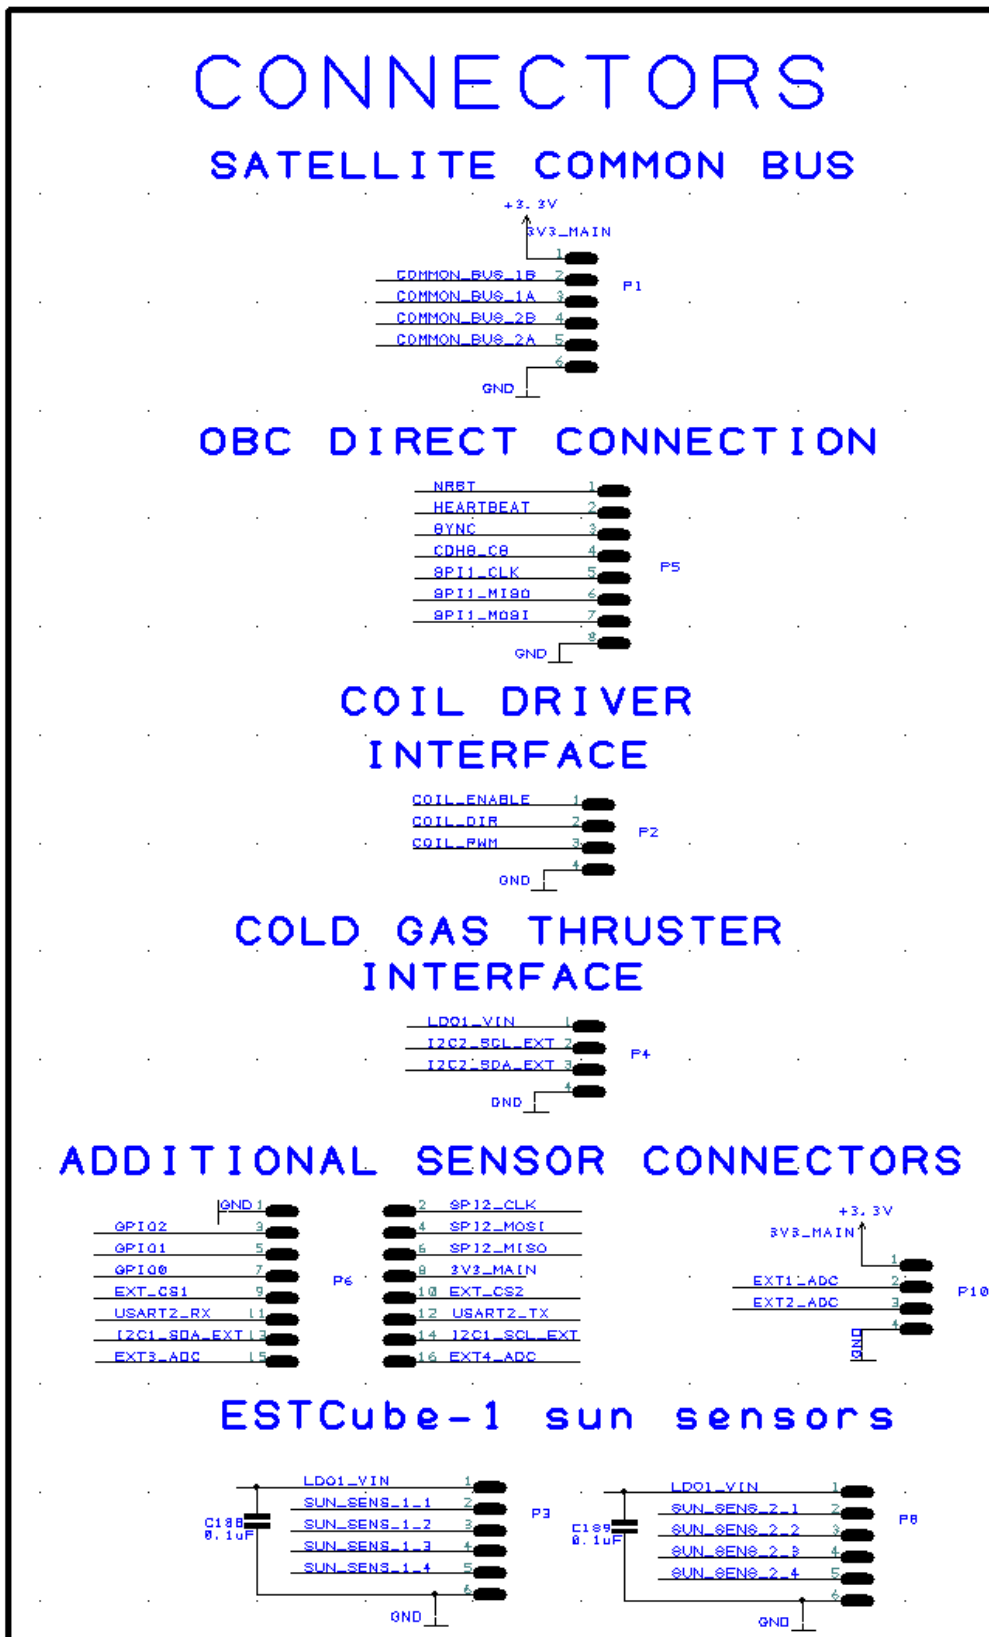 CONNECTORS
SATELLITE COMMON BUS
+3.3V
3V3_MAIN
1
COMMON_BUS_1B 2
P1
COMMON_BUS_1A 3
COMMON_BUS_2B 4
COMMON_BUS_2A 5
6
GND
OBC DIRECT CONNECTION
NRST 1
HEARTBEAT 2
SYNC 3
CDHS_CS 4
P5
SPI1_CLK 5
SPI1_MISO 6
SPI1_MOSI 7
8
GND
COIL DRIVER
INTERFACE
COIL_ENABLE 1
COIL_DIR 2
P2
COIL_PWM 3
4
GND
COLD GAS THRUSTER
INTERFACE
LDO1_VIN 1
I2C2_SCL_EXT 2
P4
I2C2_SDA_EXT 3
4
GND
ADDITIONAL SENSOR CONNECTORS
GND 1
2 SPI2_CLK
GPIO2 3
4 SPI2_MOSI
GPIO1 5
6 SPI2_MISO
GPIO0 7
8 3V3_MAIN
P6
EXT_CS1 9
10 EXT_CS2
USART2_RX 11
12 USART2_TX
I2C1_SDA_EXT 13
14 I2C1_SCL_EXT
EXT3_ADC 15
16 EXT4_ADC
+3.3V
3V3_MAIN
1
EXT1_ADC 2
P10
EXT2_ADC 3
4
GND
ESTCube-1 sun sensors
LDO1_VIN 1
SUN_SENS_1_1 2
P3
C188
0.1uF
SUN_SENS_1_2 3
SUN_SENS_1_3 4
SUN_SENS_1_4 5
6
GND
LDO1_VIN 1
SUN_SENS_2_1 2
P8
C189
0.1uF
SUN_SENS_2_2 3
SUN_SENS_2_3 4
SUN_SENS_2_4 5
6
GND